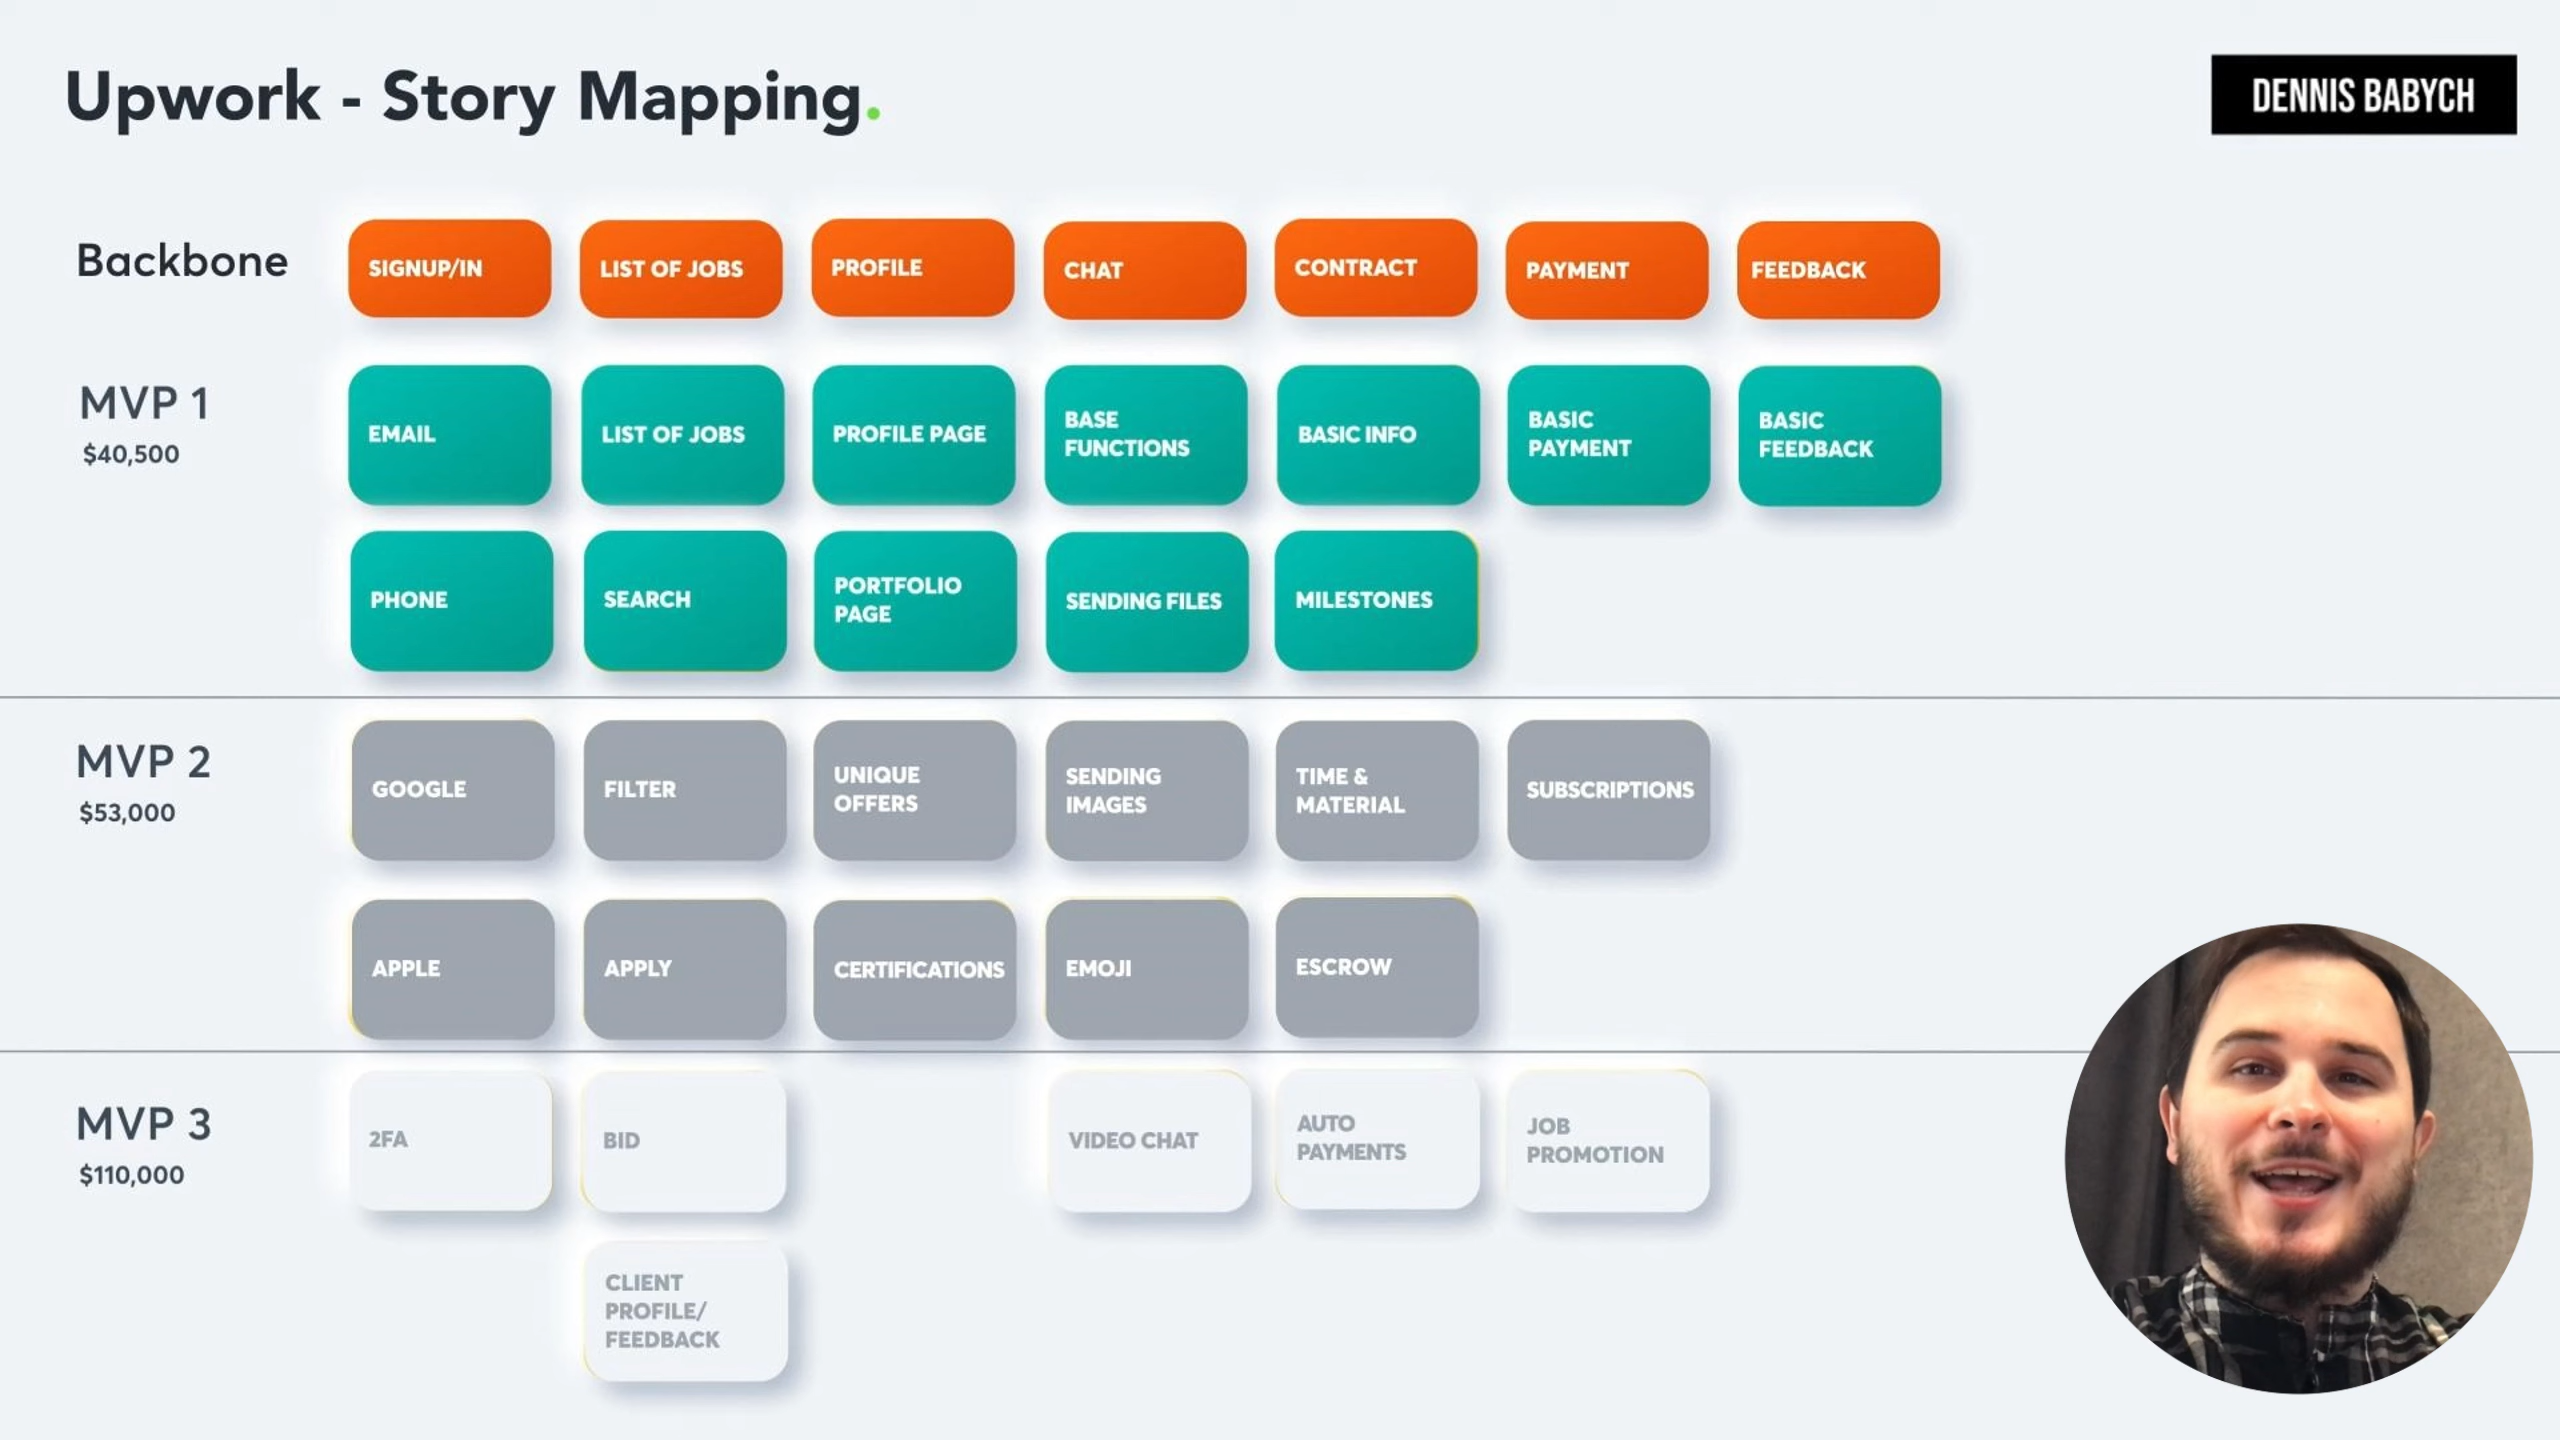 Upwork - Story Mapping.
DENNIS BABYCH
Backbone
SIGNUP/IN
LIST OF JOBS
PROFILE
CHAT
CONTRACT
PAYMENT
FEEDBACK
MVP 1
$40,500
EMAIL
LIST OF JOBS
PROFILE PAGE
BASE
FUNCTIONS
BASIC INFO
BASIC
PAYMENT
BASIC
FEEDBACK
PHONE
SEARCH
PORTFOLIO
PAGE
SENDING FILES
MILESTONES
MVP 2
$53,000
GOOGLE
FILTER
UNIQUE
OFFERS
SENDING
IMAGES
TIME &
MATERIAL
SUBSCRIPTIONS
APPLE
APPLY
CERTIFICATIONS
EMOJI
ESCROW
MVP 3
$110,000
2FA
BID
VIDEO CHAT
AUTO
PAYMENTS
JOB
PROMOTION
CLIENT
PROFILE/
FEEDBACK